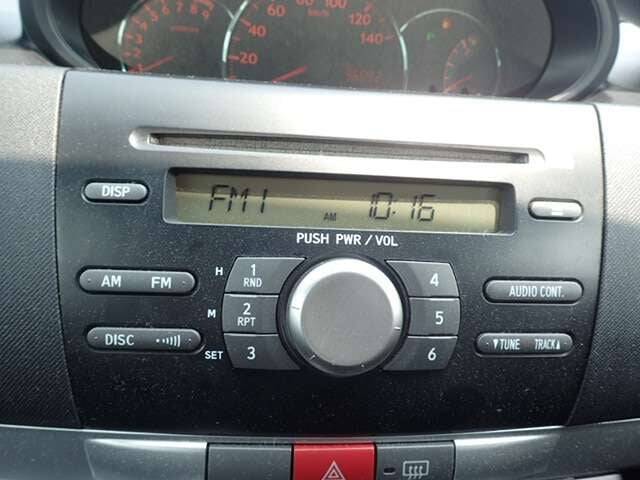 60 80 100 120
40 km/h 140
20
DISP
FM1 AM 10:16
PUSH PWR / VOL
AM FM
H 1 RND
4
AUDIO CONT.
M 2 RPT
5
DISC
SET 3
6
▼TUNE TRACK▲